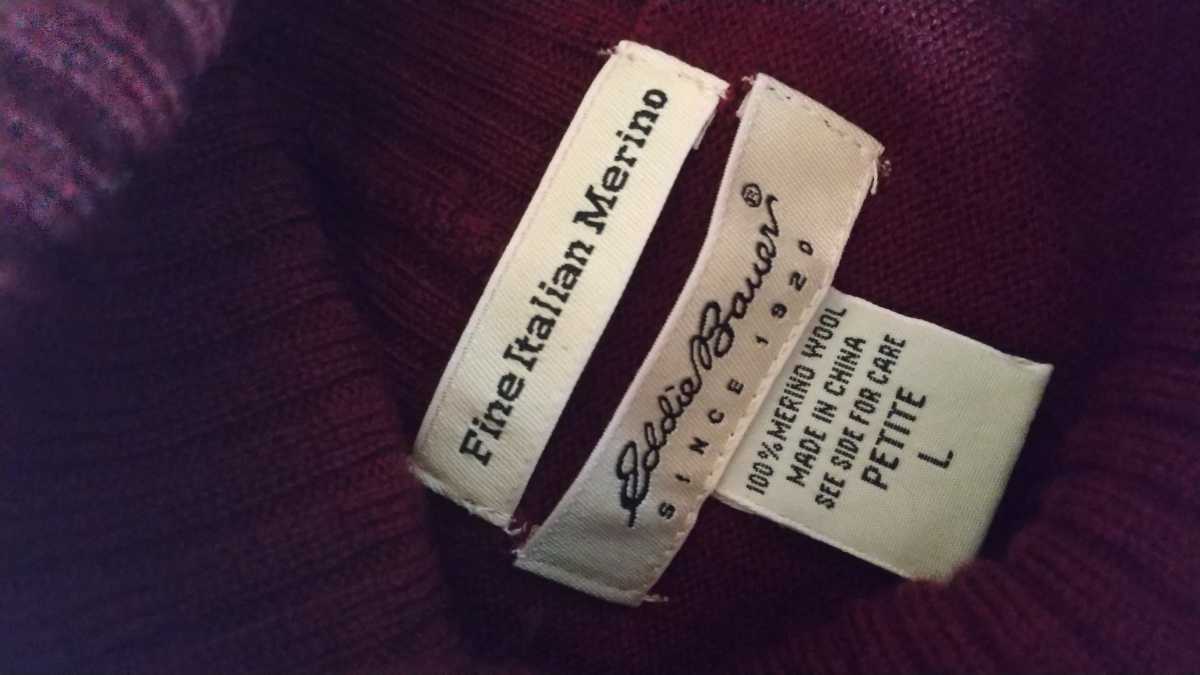 Fine Italian Merino
Eddie Bauer®
SINCE 1920
100% MERINO WOOL
MADE IN CHINA
SEE SIDE FOR CARE
PETITE
L